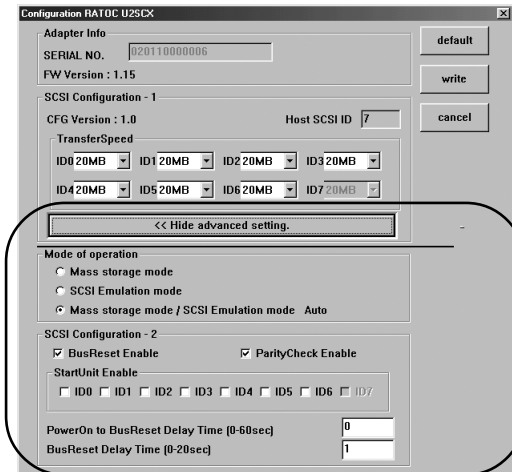 Configuration RATOC U2SCX
Adapter Info
SERIAL NO. 020110000006
FW Version : 1.15
default
write
cancel
SCSI Configuration - 1
CFG Version : 1.0 Host SCSI ID 7
TransferSpeed
ID0 20MB ID1 20MB ID2 20MB ID3 20MB
ID4 20MB ID5 20MB ID6 20MB ID7 20MB
<< Hide advanced setting.
Mode of operation
Mass storage mode
SCSI Emulation mode
Mass storage mode / SCSI Emulation mode Auto
SCSI Configuration - 2
BusReset Enable ParityCheck Enable
StartUnit Enable
ID0 ID1 ID2 ID3 ID4 ID5 ID6 ID7
PowerOn to BusReset Delay Time (0-60sec) 0
BusReset Delay Time (0-20sec) 1